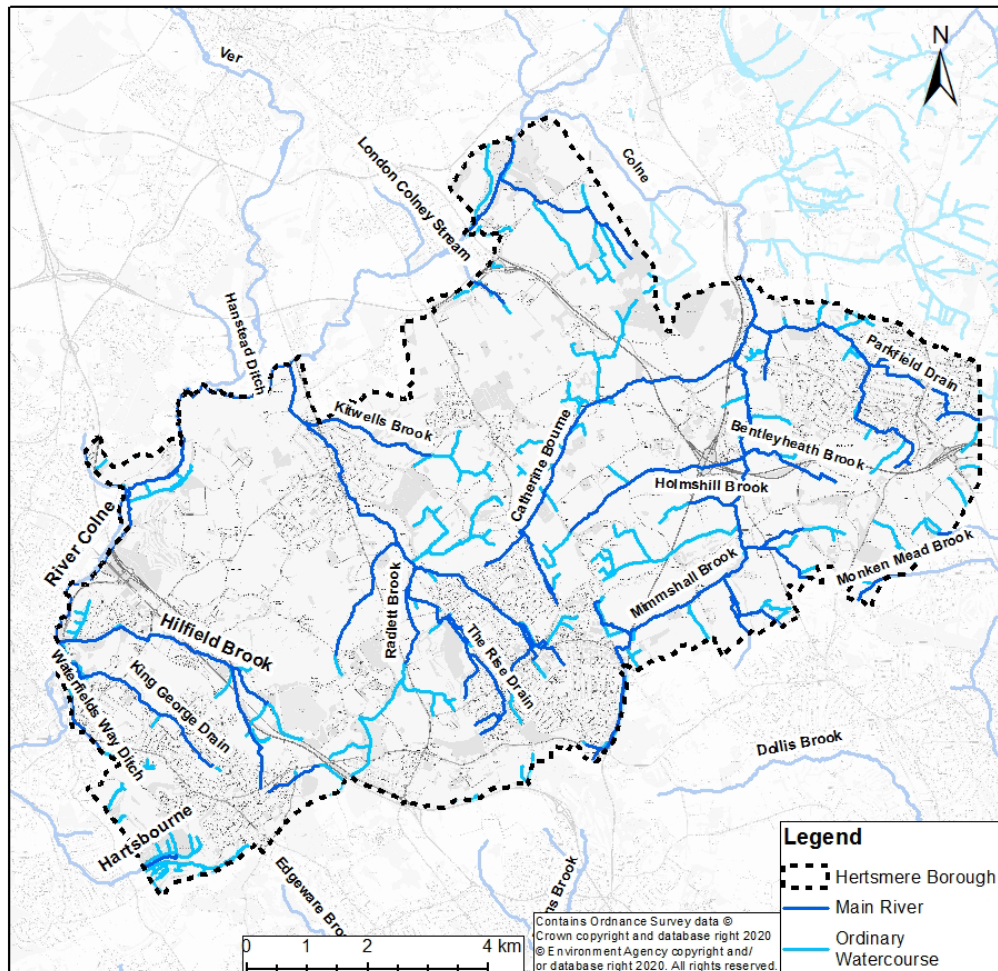 Ver
N
London Colney Stream
Colne
Hanstead Ditch
Parkfield Drain
Kitwells Brook
Catherine Bourne
Bentleyheath Brook
Holmshill Brook
River Colne
Monken Mead Brook
Mimmshall Brook
Radlett Brook
Hilfield Brook
The Rise Drain
King George Drain
Waterfields Way Ditch
Dollis Brook
Hartsbourne
Edgeware
Brook
Legend
Hertsmere Borough
Main River
Ordinary
Watercourse
Contains Ordnance Survey data ©
Crown copyright and database right 2020
© Environment Agency copyright and/
or database right 2020. All rights reserved.
0 1 2 4 km